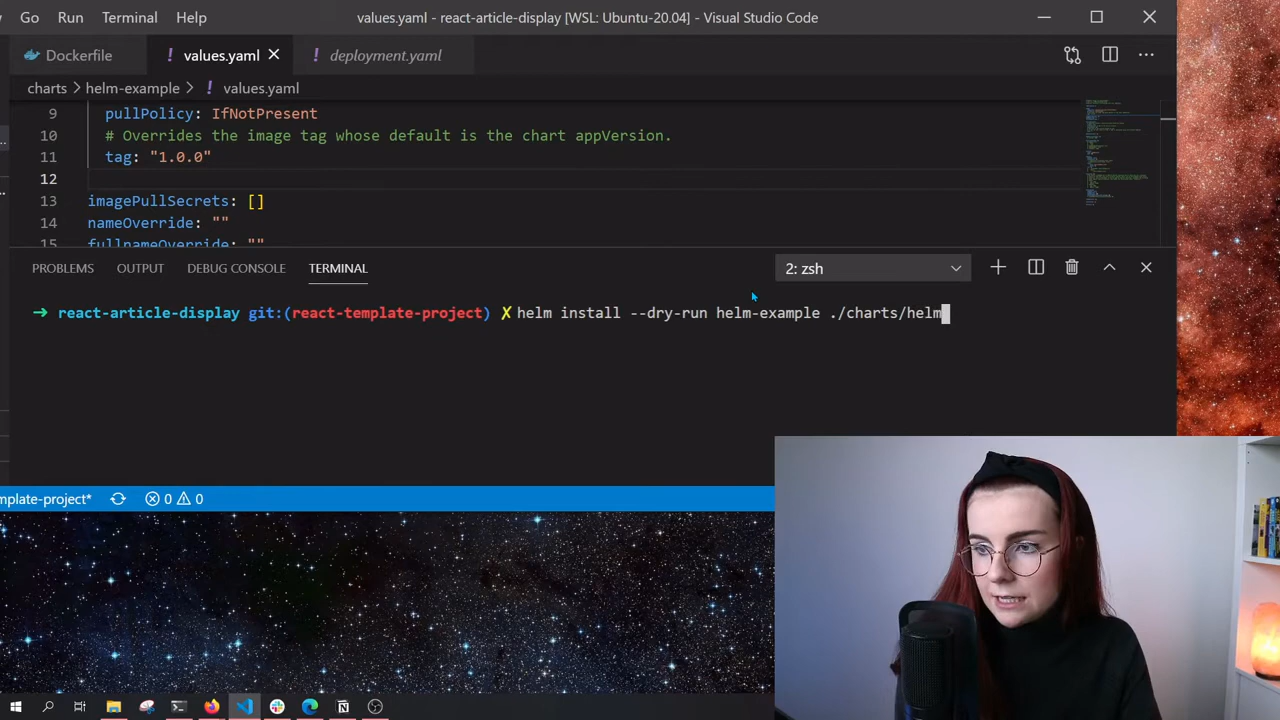 Go Run Terminal Help values.yaml - react-article-display [WSL: Ubuntu-20.04] - Visual Studio Code
Dockerfile ! values.yaml ! deployment.yaml
charts > helm-example > ! values.yaml
9 pullPolicy: IfNotPresent
10 # Overrides the image tag whose default is the chart appVersion.
11 tag: "1.0.0"
12
13 imagePullSecrets: []
14 nameOverride: ""
15 fullnameOverride: ""
PROBLEMS OUTPUT DEBUG CONSOLE TERMINAL 2: zsh
→ react-article-display git:(react-template-project) ✗ helm install --dry-run helm-example ./charts/helm
mplate-project* 0 0